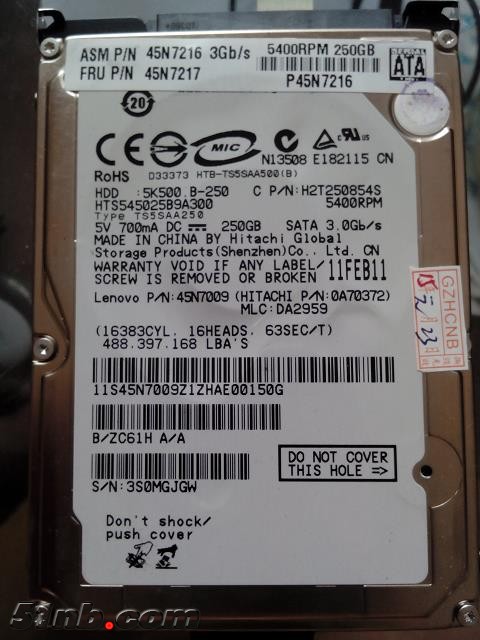 ASM P/N 45N7216 3Gb/s 5400RPM 250GB
FRU P/N 45N7217 P45N7216
SERIAL
ATA
20
CE MIC c UL US
N13508 E182115 CN
RoHS D33373 HTB-TS5SAA500(B)
HDD :5K500.B-250 C P/N:H2T250854S
HTS545025B9A300 5400RPM
Type TS5SAA250
5V 700mA DC 250GB SATA 3.0Gb/s
MADE IN CHINA BY Hitachi Global
Storage Products(Shenzhen)Co., Ltd. CN
WARRANTY VOID IF ANY LABEL/ 11FEB11
SCREW IS REMOVED OR BROKEN
Lenovo P/N:45N7009 (HITACHI P/N:0A70372)
MLC:DA2959
(16383CYL. 16HEADS. 63SEC/T)
488.397.168 LBA'S
11S45N7009Z1ZHAE00150G
B/ZC61H A/A
DO NOT COVER
THIS HOLE =>
S/N:3S0MGJGW
Don't shock/
push cover
GZHCNB
51nb.com